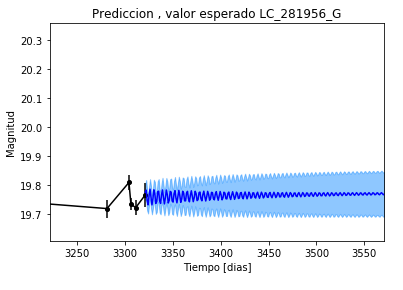 Prediccion , valor esperado LC_281956_G
20.3
20.2
20.1
20.0
19.9
19.8
19.7
Magnitud
3250 3300 3350 3400 3450 3500 3550
Tiempo [dias]